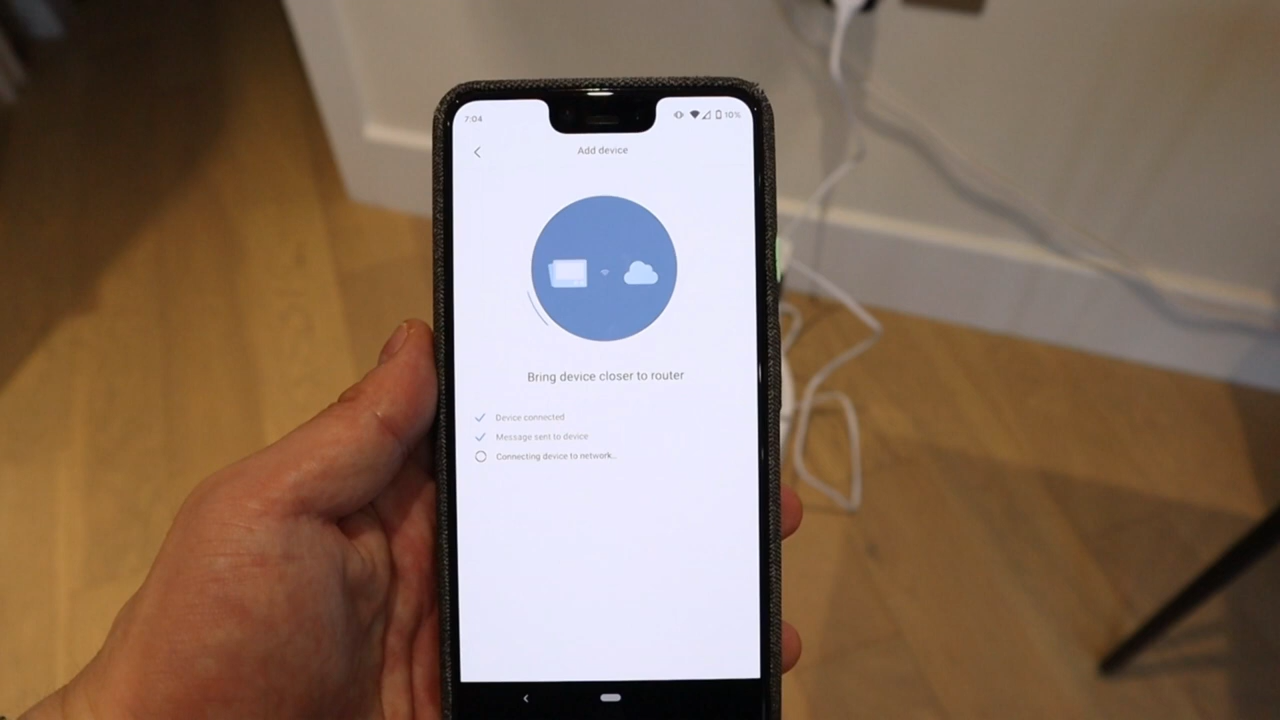 7:04
10%
Add device
Bring device closer to router
Device connected
Message sent to device
Connecting device to network...